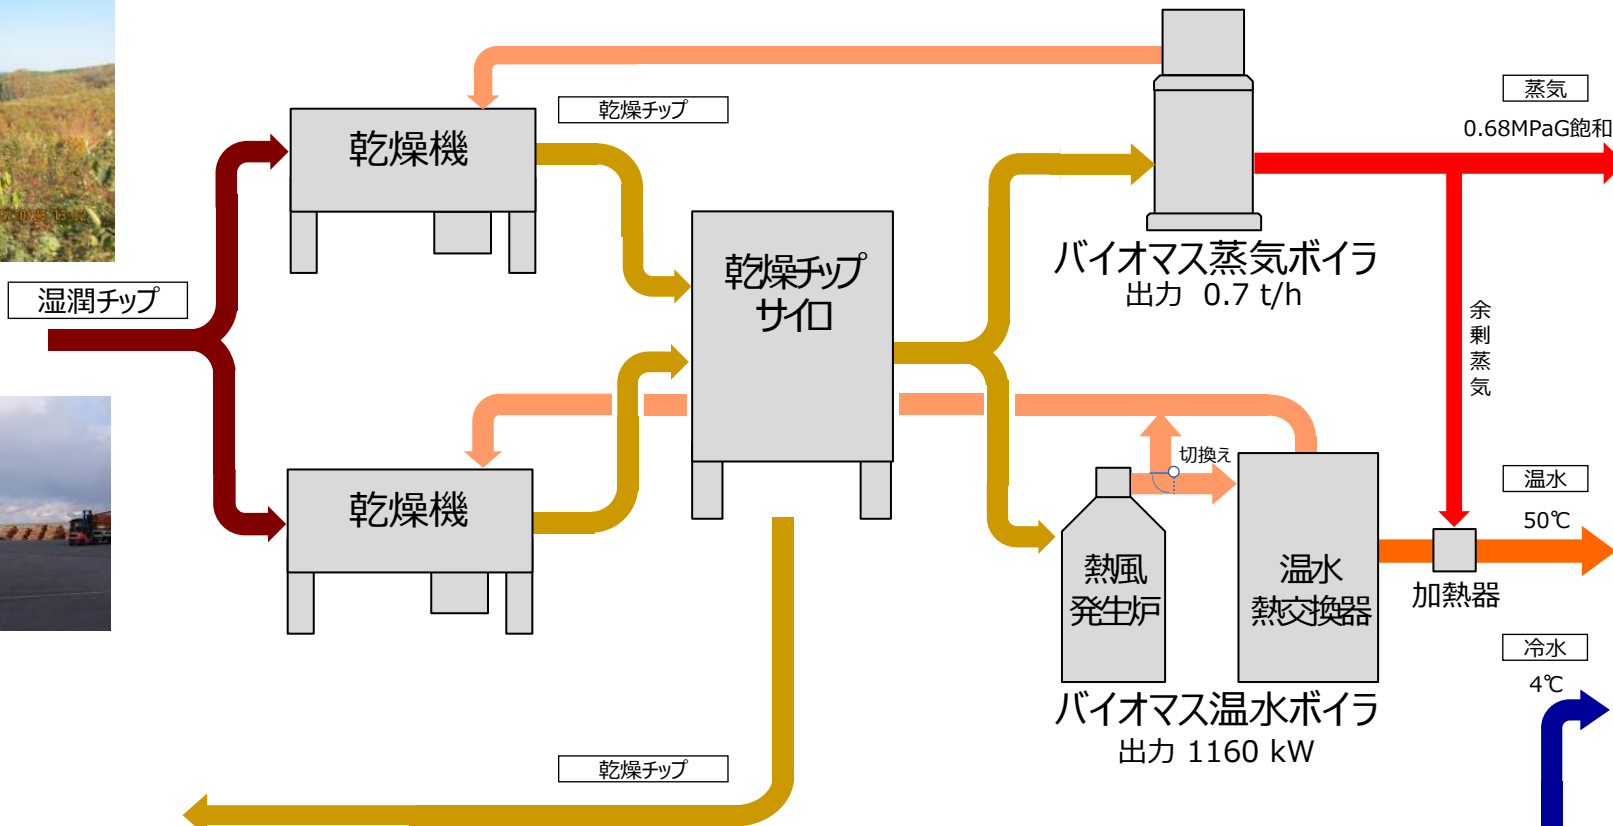 蒸気
0.68MPaG飽和
乾燥チップ
乾燥機
乾燥チップ
サイロ
バイオマス蒸気ボイラ
出力 0.7 t/h
湿潤チップ
余剰蒸気
切換え
乾燥機
温水
50℃
熱風
発生炉
温水
熱交換器
加熱器
冷水
4℃
バイオマス温水ボイラ
出力 1160 kW
乾燥チップ